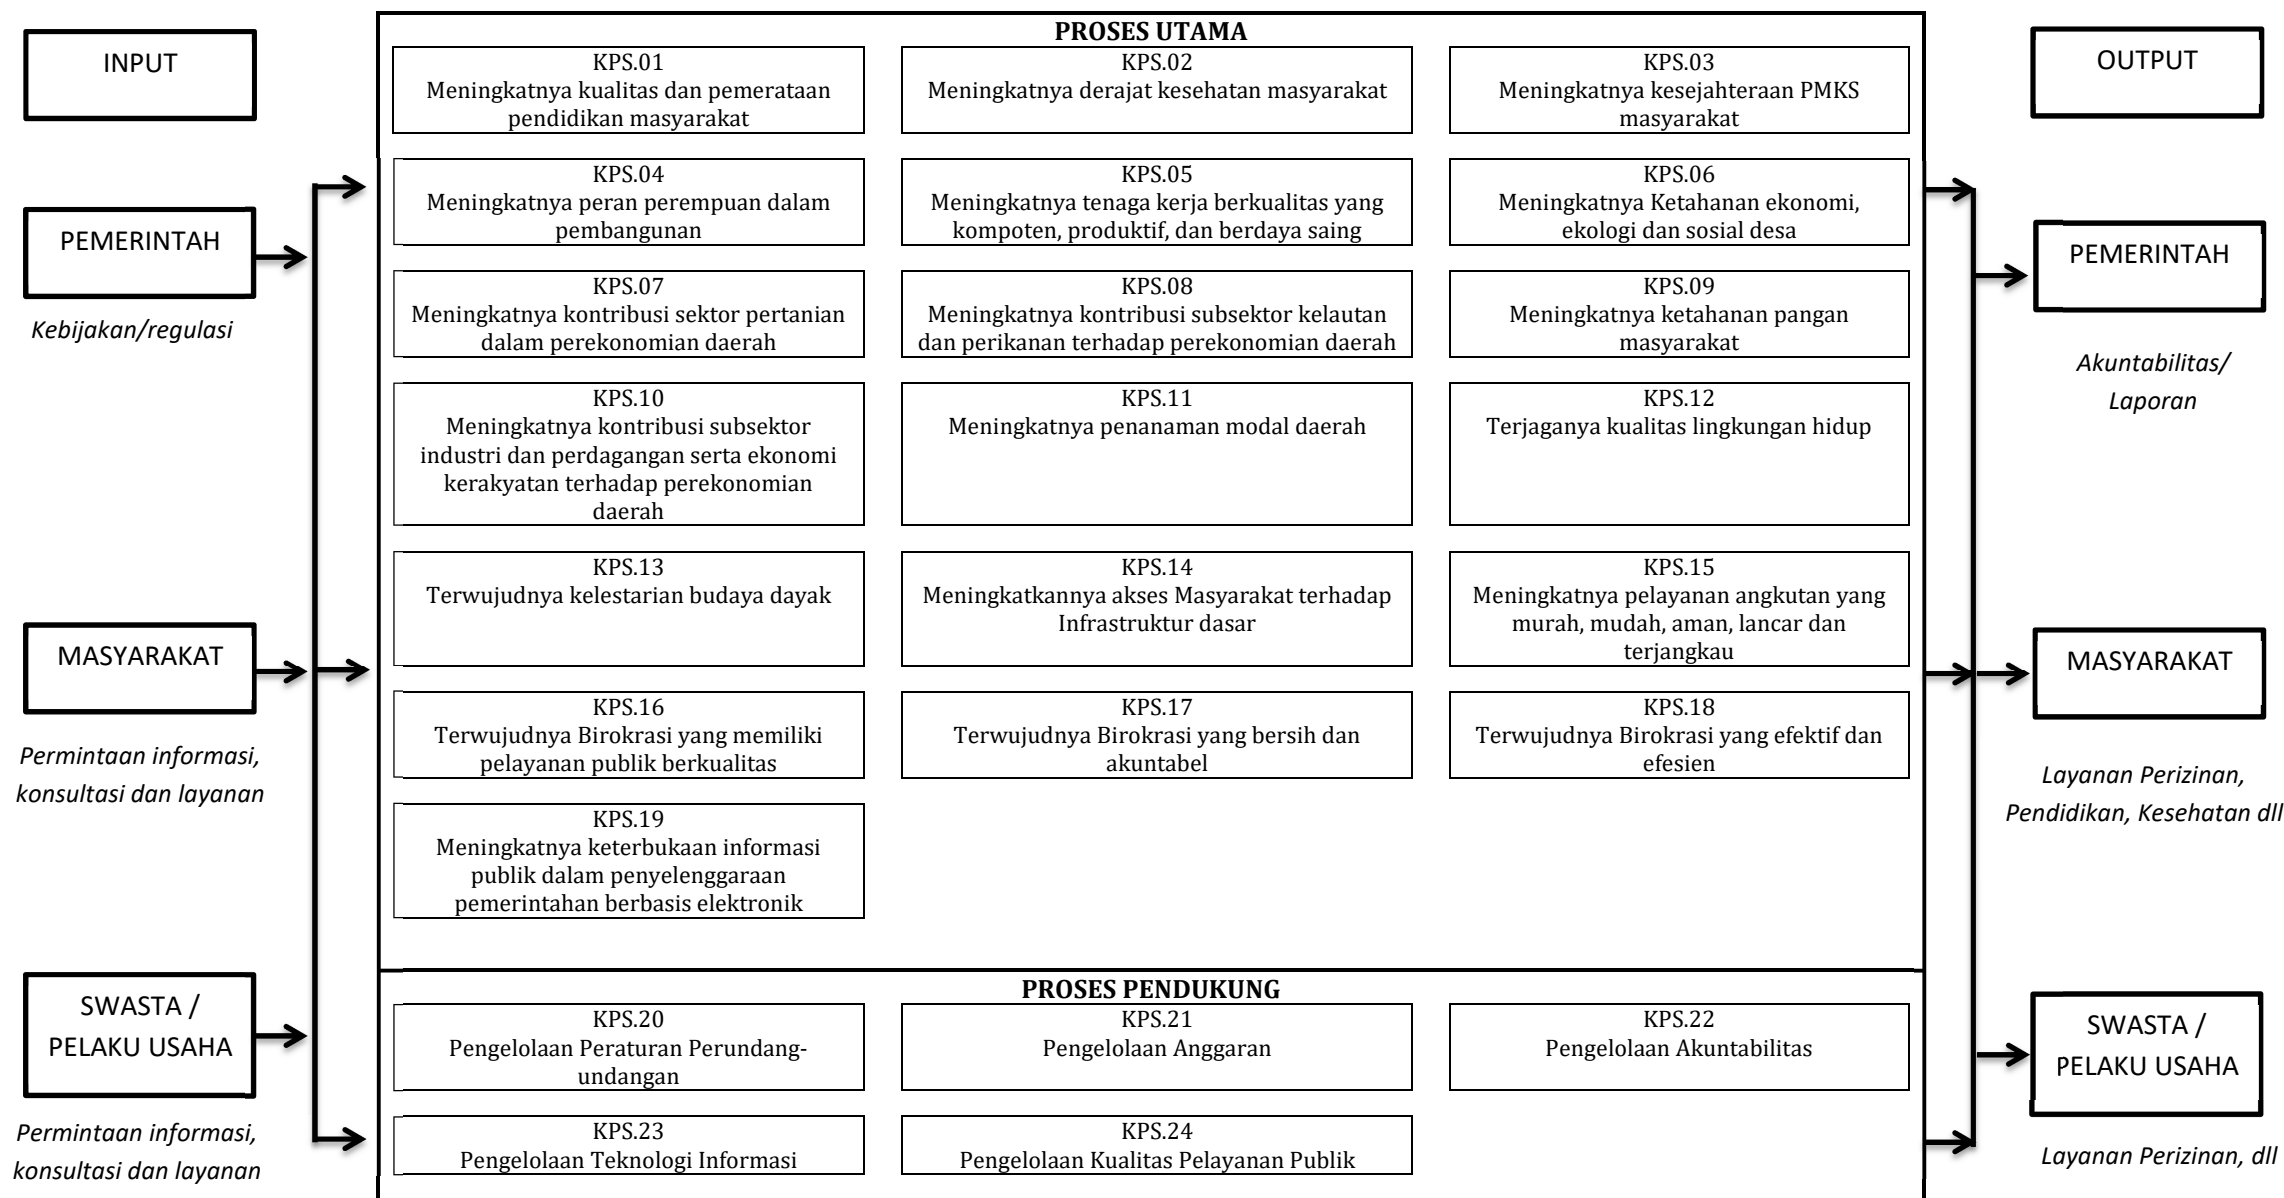 INPUT
PEMERINTAH
Kebijakan/regulasi
MASYARAKAT
Permintaan informasi,
konsultasi dan layanan
SWASTA /
PELAKU USAHA
Permintaan informasi,
konsultasi dan layanan
PROSES UTAMA
KPS.01
Meningkatnya kualitas dan pemerataan
pendidikan masyarakat
KPS.02
Meningkatnya derajat kesehatan masyarakat
KPS.03
Meningkatnya kesejahteraan PMKS
masyarakat
KPS.04
Meningkatnya peran perempuan dalam
pembangunan
KPS.05
Meningkatnya tenaga kerja berkualitas yang
kompoten, produktif, dan berdaya saing
KPS.06
Meningkatnya Ketahanan ekonomi,
ekologi dan sosial desa
KPS.07
Meningkatnya kontribusi sektor pertanian
dalam perekonomian daerah
KPS.08
Meningkatnya kontribusi subsektor kelautan
dan perikanan terhadap perekonomian daerah
KPS.09
Meningkatnya ketahanan pangan
masyarakat
KPS.10
Meningkatnya kontribusi subsektor
industri dan perdagangan serta ekonomi
kerakyatan terhadap perekonomian
daerah
KPS.11
Meningkatnya penanaman modal daerah
KPS.12
Terjaganya kualitas lingkungan hidup
KPS.13
Terwujudnya kelestarian budaya dayak
KPS.14
Meningkatkannya akses Masyarakat terhadap
Infrastruktur dasar
KPS.15
Meningkatnya pelayanan angkutan yang
murah, mudah, aman, lancar dan
terjangkau
KPS.16
Terwujudnya Birokrasi yang memiliki
pelayanan publik berkualitas
KPS.17
Terwujudnya Birokrasi yang bersih dan
akuntabel
KPS.18
Terwujudnya Birokrasi yang efektif dan
efesien
KPS.19
Meningkatnya keterbukaan informasi
publik dalam penyelenggaraan
pemerintahan berbasis elektronik
PROSES PENDUKUNG
KPS.20
Pengelolaan Peraturan Perundang-
undangan
KPS.21
Pengelolaan Anggaran
KPS.22
Pengelolaan Akuntabilitas
KPS.23
Pengelolaan Teknologi Informasi
KPS.24
Pengelolaan Kualitas Pelayanan Publik
OUTPUT
PEMERINTAH
Akuntabilitas/
Laporan
MASYARAKAT
Layanan Perizinan,
Pendidikan, Kesehatan dll
SWASTA /
PELAKU USAHA
Layanan Perizinan, dll